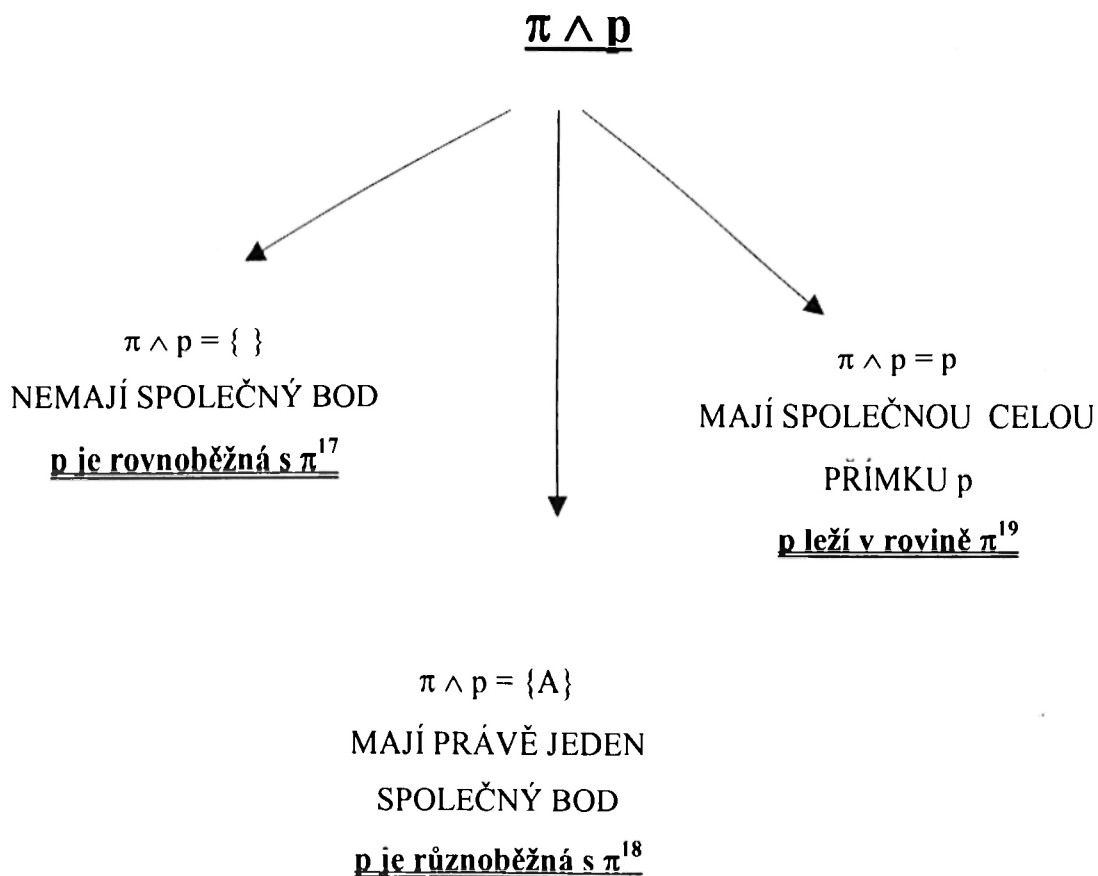 π ∧ p
π ∧ p = { }
NEMAJÍ SPOLEČNÝ BOD
p je rovnoběžná s π¹⁷
π ∧ p = p
MAJÍ SPOLEČNOU CELOU
PŘÍMKU p
p leží v rovině π¹⁹
π ∧ p = {A}
MAJÍ PRÁVĚ JEDEN
SPOLEČNÝ BOD
p je různoběžná s π¹⁸